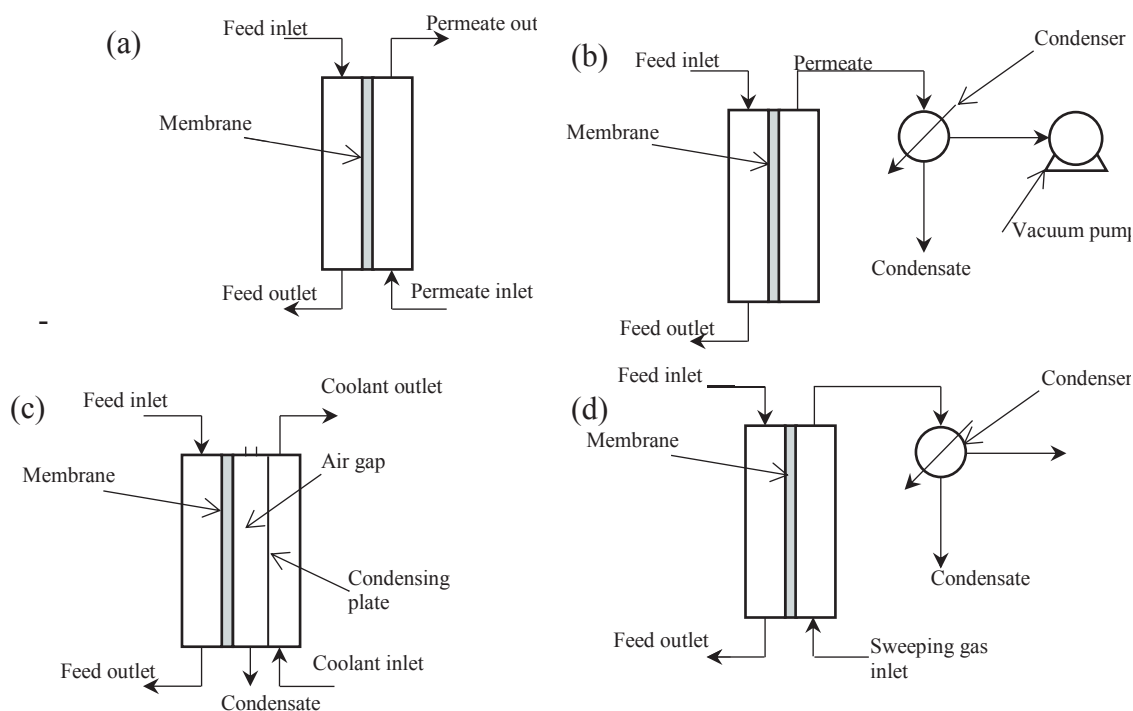 (a)
Feed inlet
Permeate out
Membrane
Feed outlet
Permeate inlet
-
(b)
Feed inlet
Permeate
Condenser
Membrane
Vacuum pump
Condensate
Feed outlet
(c)
Feed inlet
Coolant outlet
Membrane
Air gap
Condensing
plate
Feed outlet
Coolant inlet
Condensate
(d)
Feed inlet
Condenser
Membrane
Condensate
Feed outlet
Sweeping gas
inlet